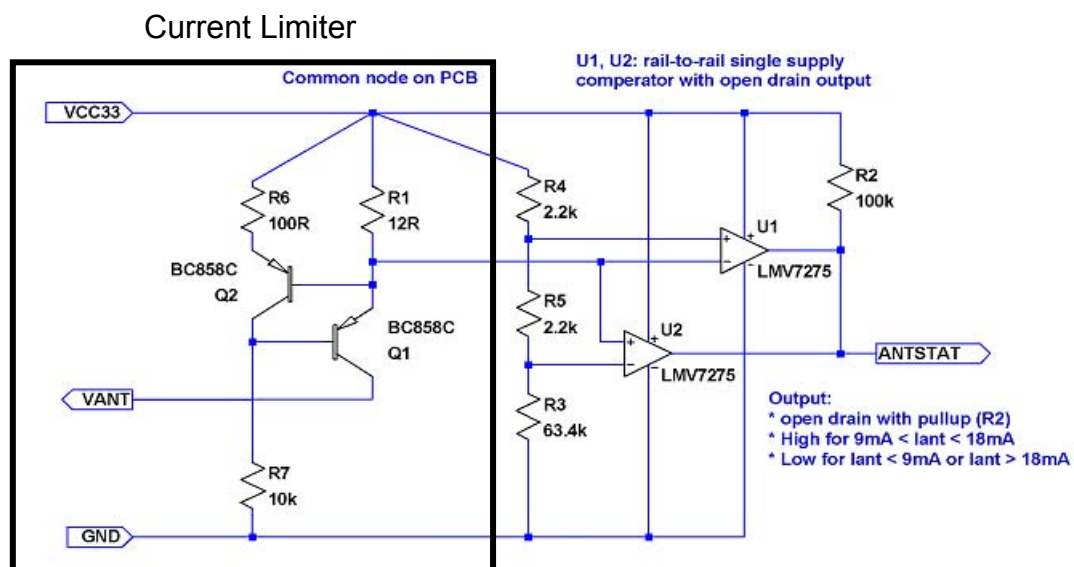 Current Limiter
Common node on PCB
U1, U2: rail-to-rail single supply
comperator with open drain output
VCC33
R6
100R
R1
12R
R4
2.2k
R2
100k
U1
LMV7275
BC858C
Q2
BC858C
Q1
R5
2.2k
U2
LMV7275
ANTSTAT
VANT
R3
63.4k
Output:
* open drain with pullup (R2)
* High for 9mA < Iant < 18mA
* Low for Iant < 9mA or Iant > 18mA
R7
10k
GND